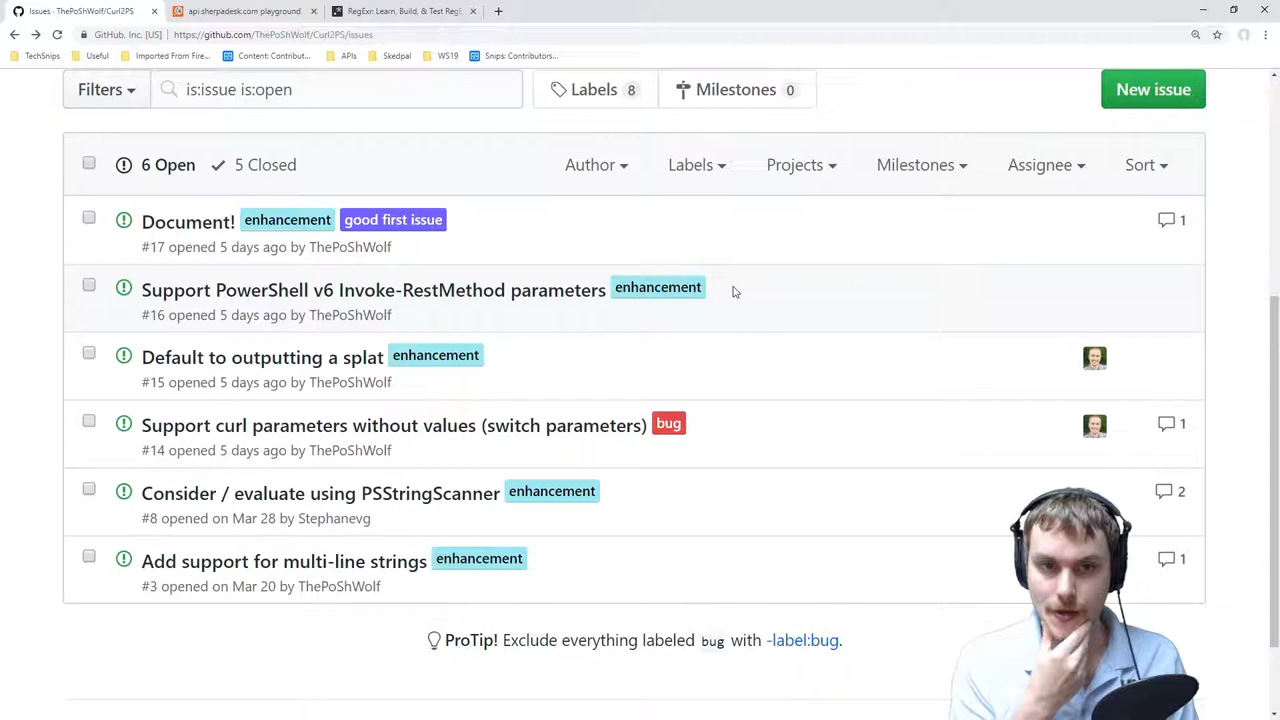 Issues · ThePoShWolf/Curl2PS
api.sherpadesk.com playground
RegExr: Learn, Build, & Test RegE
GitHub, Inc. [US] | https://github.com/ThePoShWolf/Curl2PS/issues
TechSnips Useful Imported From Fire... Content: Contribut... APIs Skedpal WS19 Snips: Contributors...
Filters is:issue is:open Labels 8 Milestones 0 New issue
6 Open 5 Closed Author Labels Projects Milestones Assignee Sort
Document! enhancement good first issue 1
#17 opened 5 days ago by ThePoShWolf
Support PowerShell v6 Invoke-RestMethod parameters enhancement
#16 opened 5 days ago by ThePoShWolf
Default to outputting a splat enhancement
#15 opened 5 days ago by ThePoShWolf
Support curl parameters without values (switch parameters) bug 1
#14 opened 5 days ago by ThePoShWolf
Consider / evaluate using PSStringScanner enhancement 2
#8 opened on Mar 28 by Stephanevg
Add support for multi-line strings enhancement 1
#3 opened on Mar 20 by ThePoShWolf
ProTip! Exclude everything labeled bug with -label:bug.